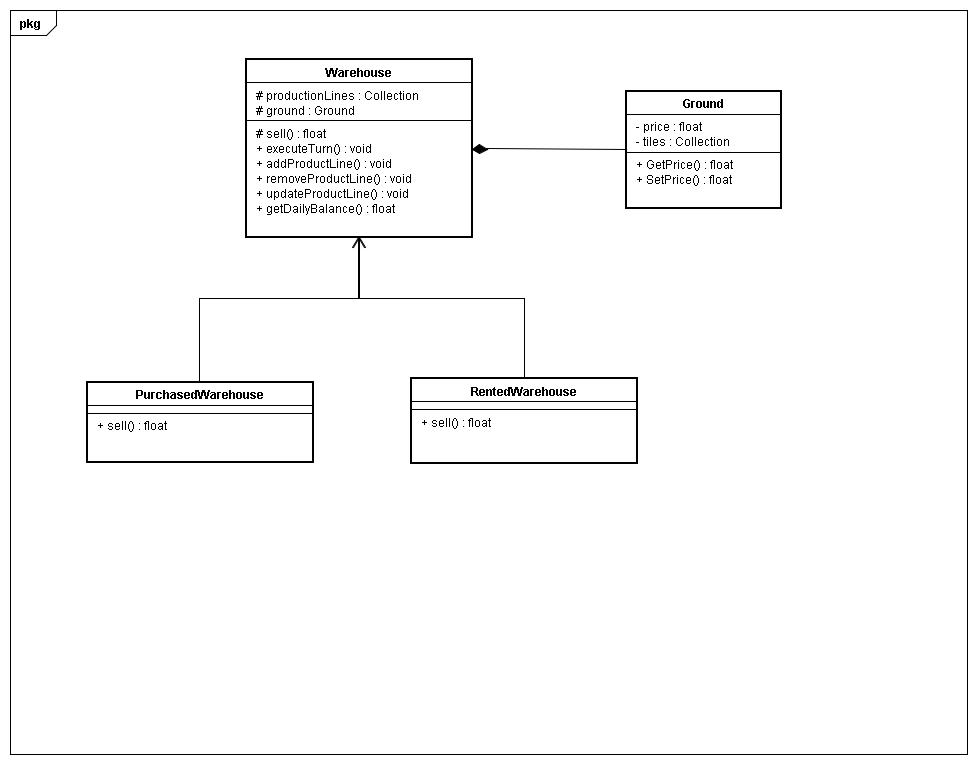 pkg
Warehouse
# productionLines : Collection
# ground : Ground
# sell() : float
+ executeTurn() : void
+ addProductLine() : void
+ removeProductLine() : void
+ updateProductLine() : void
+ getDailyBalance() : float
Ground
- price : float
- tiles : Collection
+ GetPrice() : float
+ SetPrice() : float
PurchasedWarehouse
+ sell() : float
RentedWarehouse
+ sell() : float